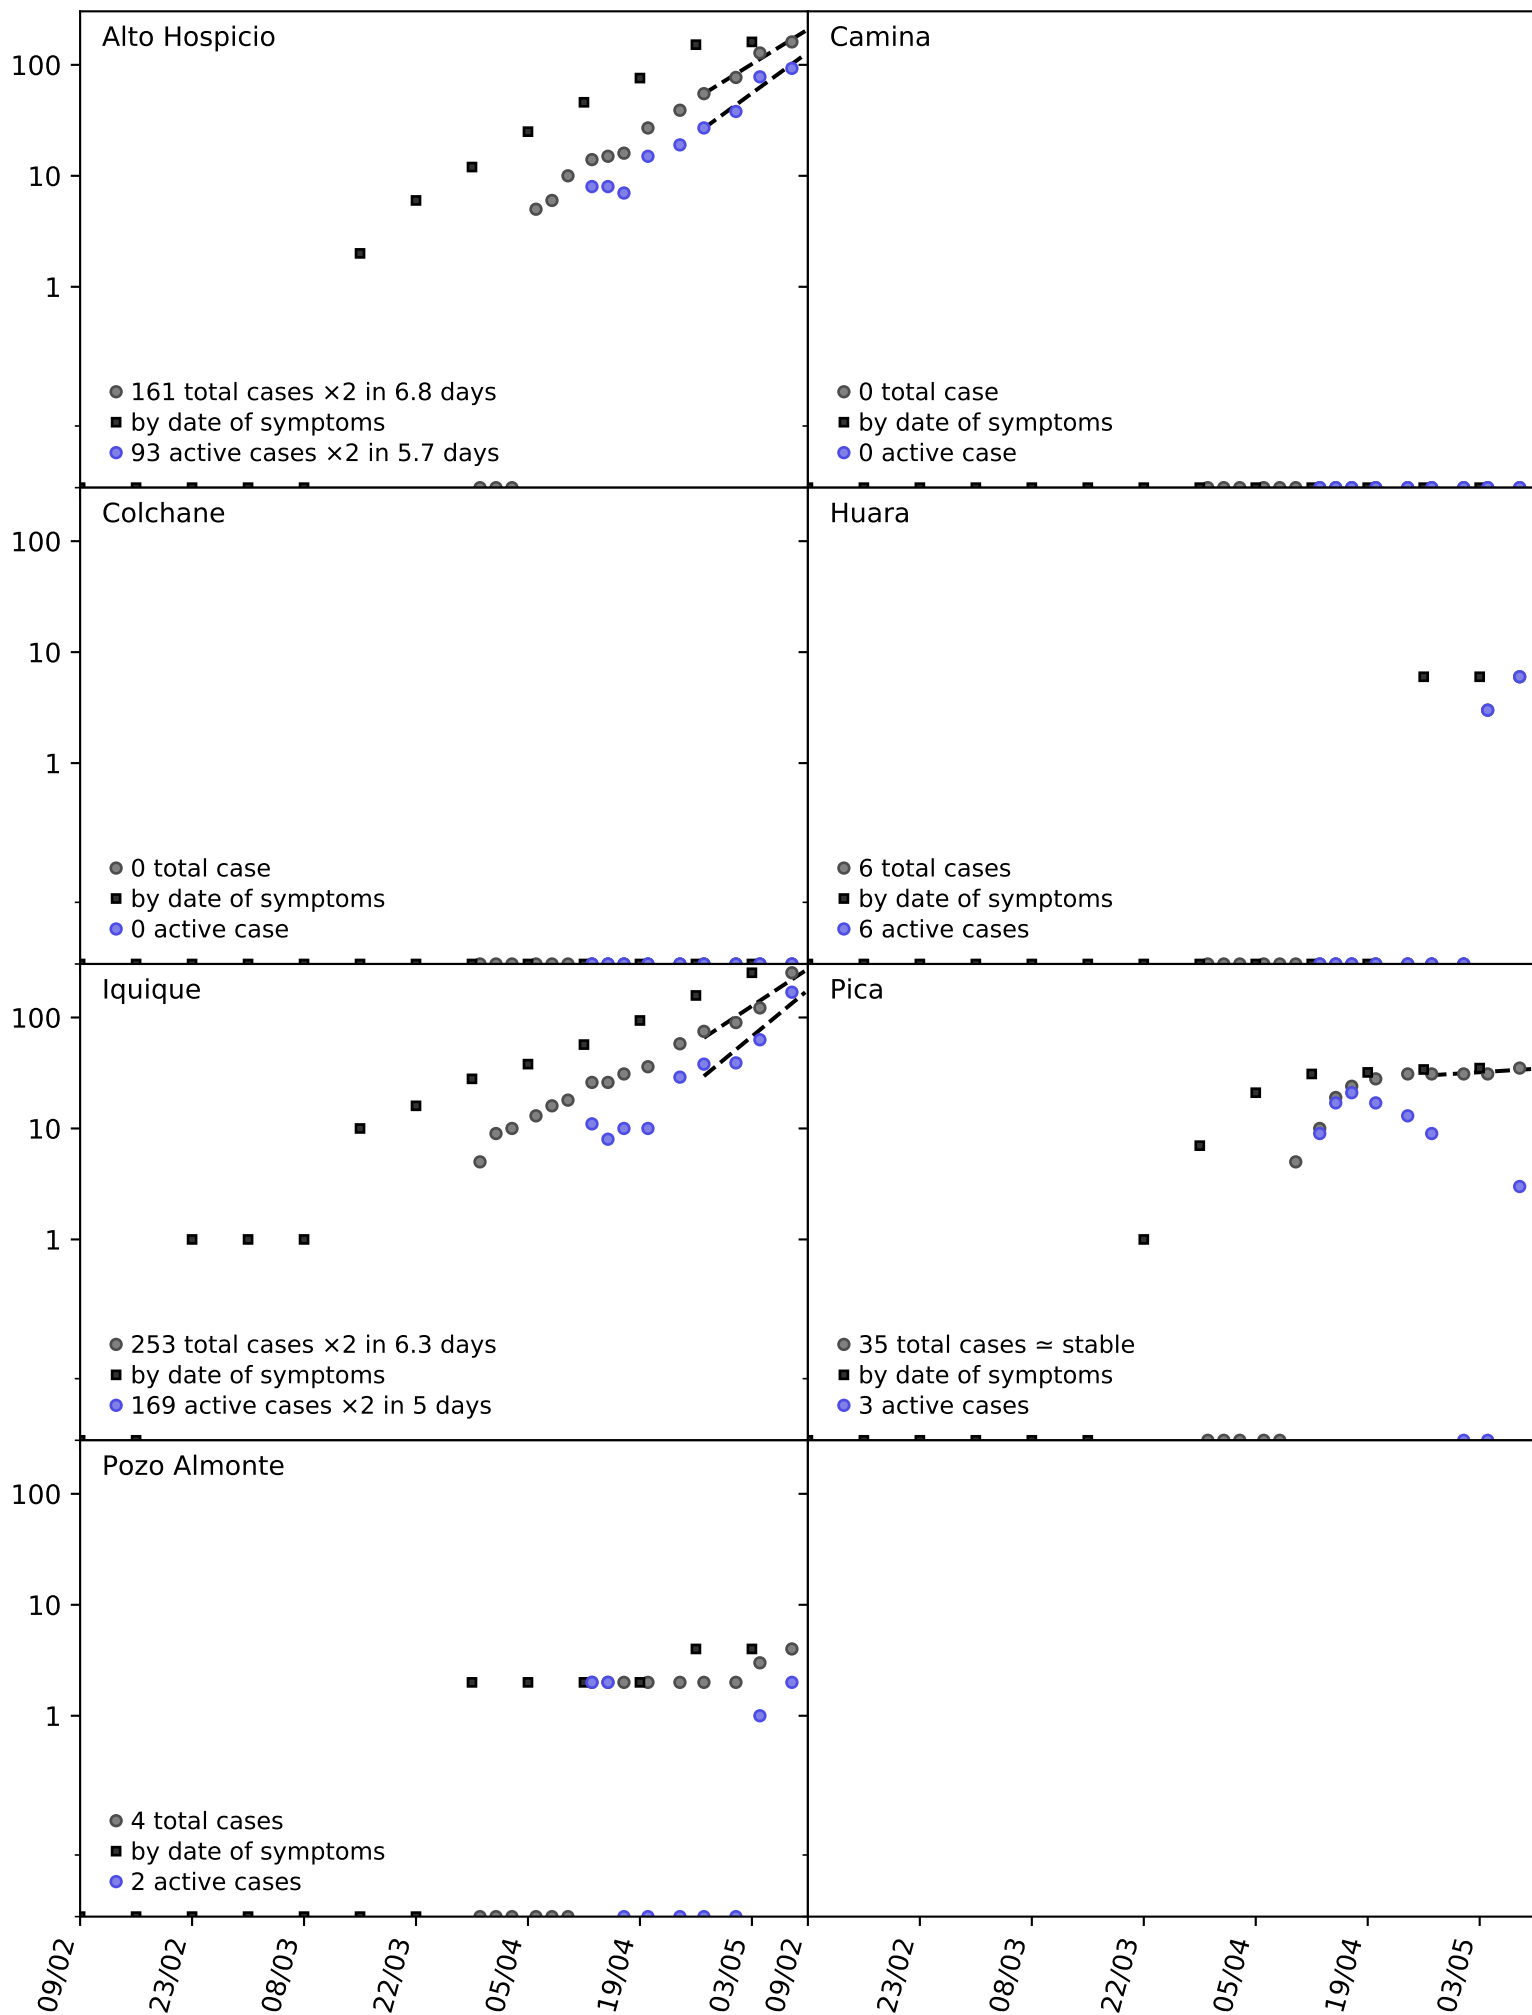 Alto Hospicio
Camina
100
10
1
161 total cases ×2 in 6.8 days
by date of symptoms
93 active cases ×2 in 5.7 days
0 total case
by date of symptoms
0 active case
Colchane
Huara
100
10
1
0 total case
by date of symptoms
0 active case
6 total cases
by date of symptoms
6 active cases
Iquique
Pica
100
10
1
253 total cases ×2 in 6.3 days
by date of symptoms
169 active cases ×2 in 5 days
35 total cases ≃ stable
by date of symptoms
3 active cases
Pozo Almonte
100
10
1
4 total cases
by date of symptoms
2 active cases
09/02 23/02 08/03 22/03 05/04 19/04 03/05 09/02 23/02 08/03 22/03 05/04 19/04 03/05